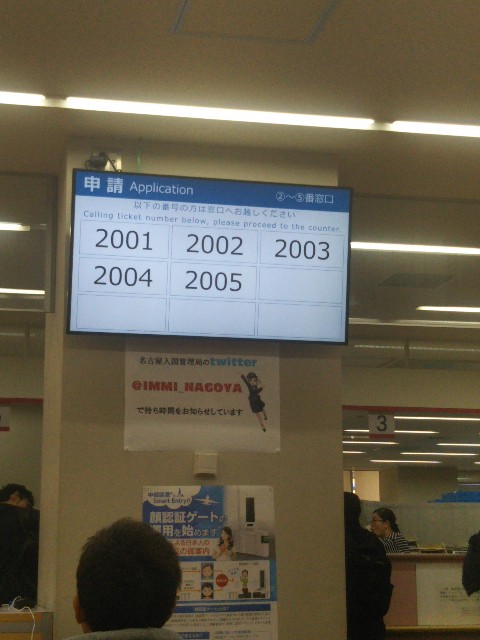 申請 Application ②～⑤番窓口
以下の番号の方は窓口へお越しください
Calling ticket number below, please proceed to the counter.
2001 2002 2003
2004 2005
名古屋入国管理局のtwitter
@IMMI_NAGOYA
で待ち時間をお知らせしています
3
Smart Entry!!
顔認証ゲートの
運用を始めます